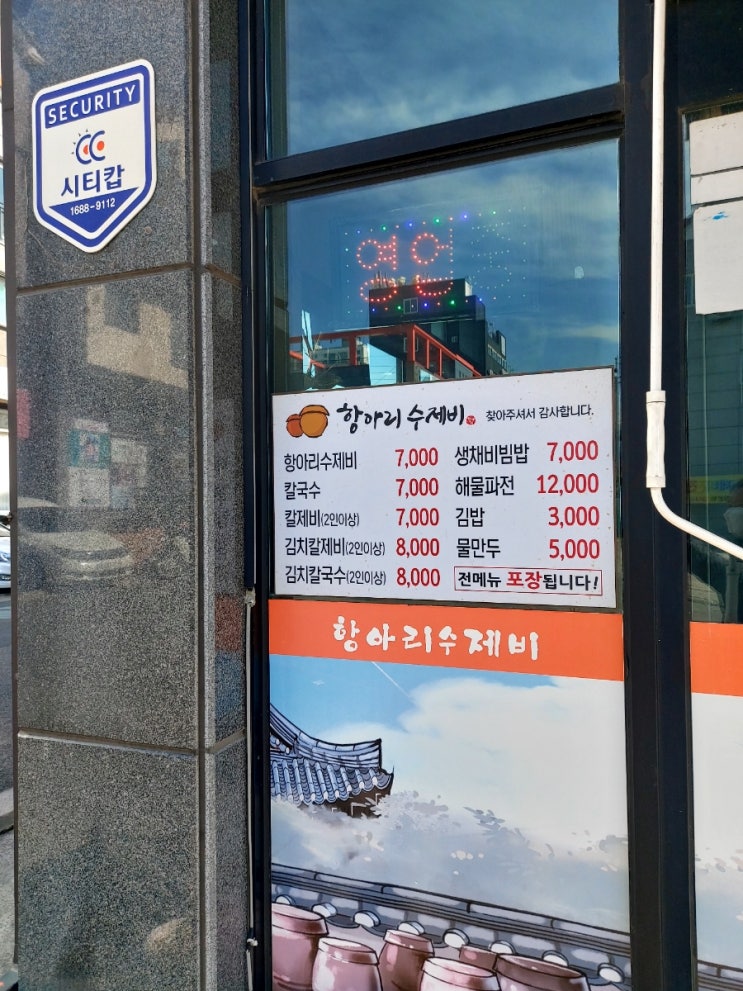 SECURITY
CC
시티캅
1688-9112
영업
항아리수제비 찾아주셔서 감사합니다.
항아리수제비 7,000
칼국수 7,000
칼제비(2인이상) 7,000
김치칼제비(2인이상) 8,000
김치칼국수(2인이상) 8,000
생채비빔밥 7,000
해물파전 12,000
김밥 3,000
물만두 5,000
전메뉴 포장됩니다!
항아리수제비